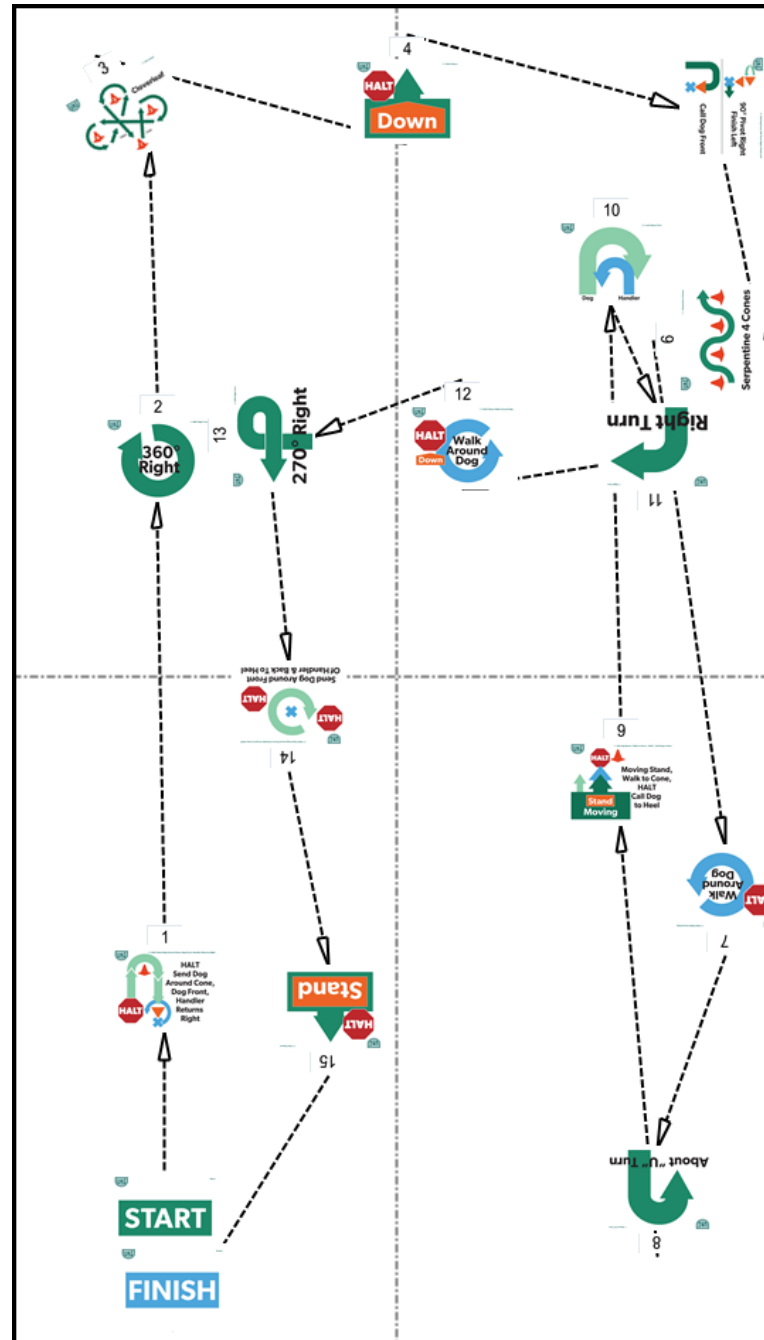 3
Cloverleaf
4
HALT
Down
Call Dog Front
90° Pivot Right
Finish Left
10
Dog
Handler
6
Serpentine 4 Cones
2
360°
Right
13
270° Right
12
HALT
Down
Walk
Around
Dog
Right Turn
11
Send Dog Around Front
Of Handler & Back To Heel
HALT
HALT
14
9
HALT
Moving Stand,
Walk to Cone,
HALT
Call Dog
to Heel
Stand
Moving
Walk
Around
Dog
HALT
7
1
HALT
HALT
Send Dog
Around Cone,
Dog Front,
Handler
Returns
Right
Stand
HALT
15
About "U" Turn
8
START
FINISH